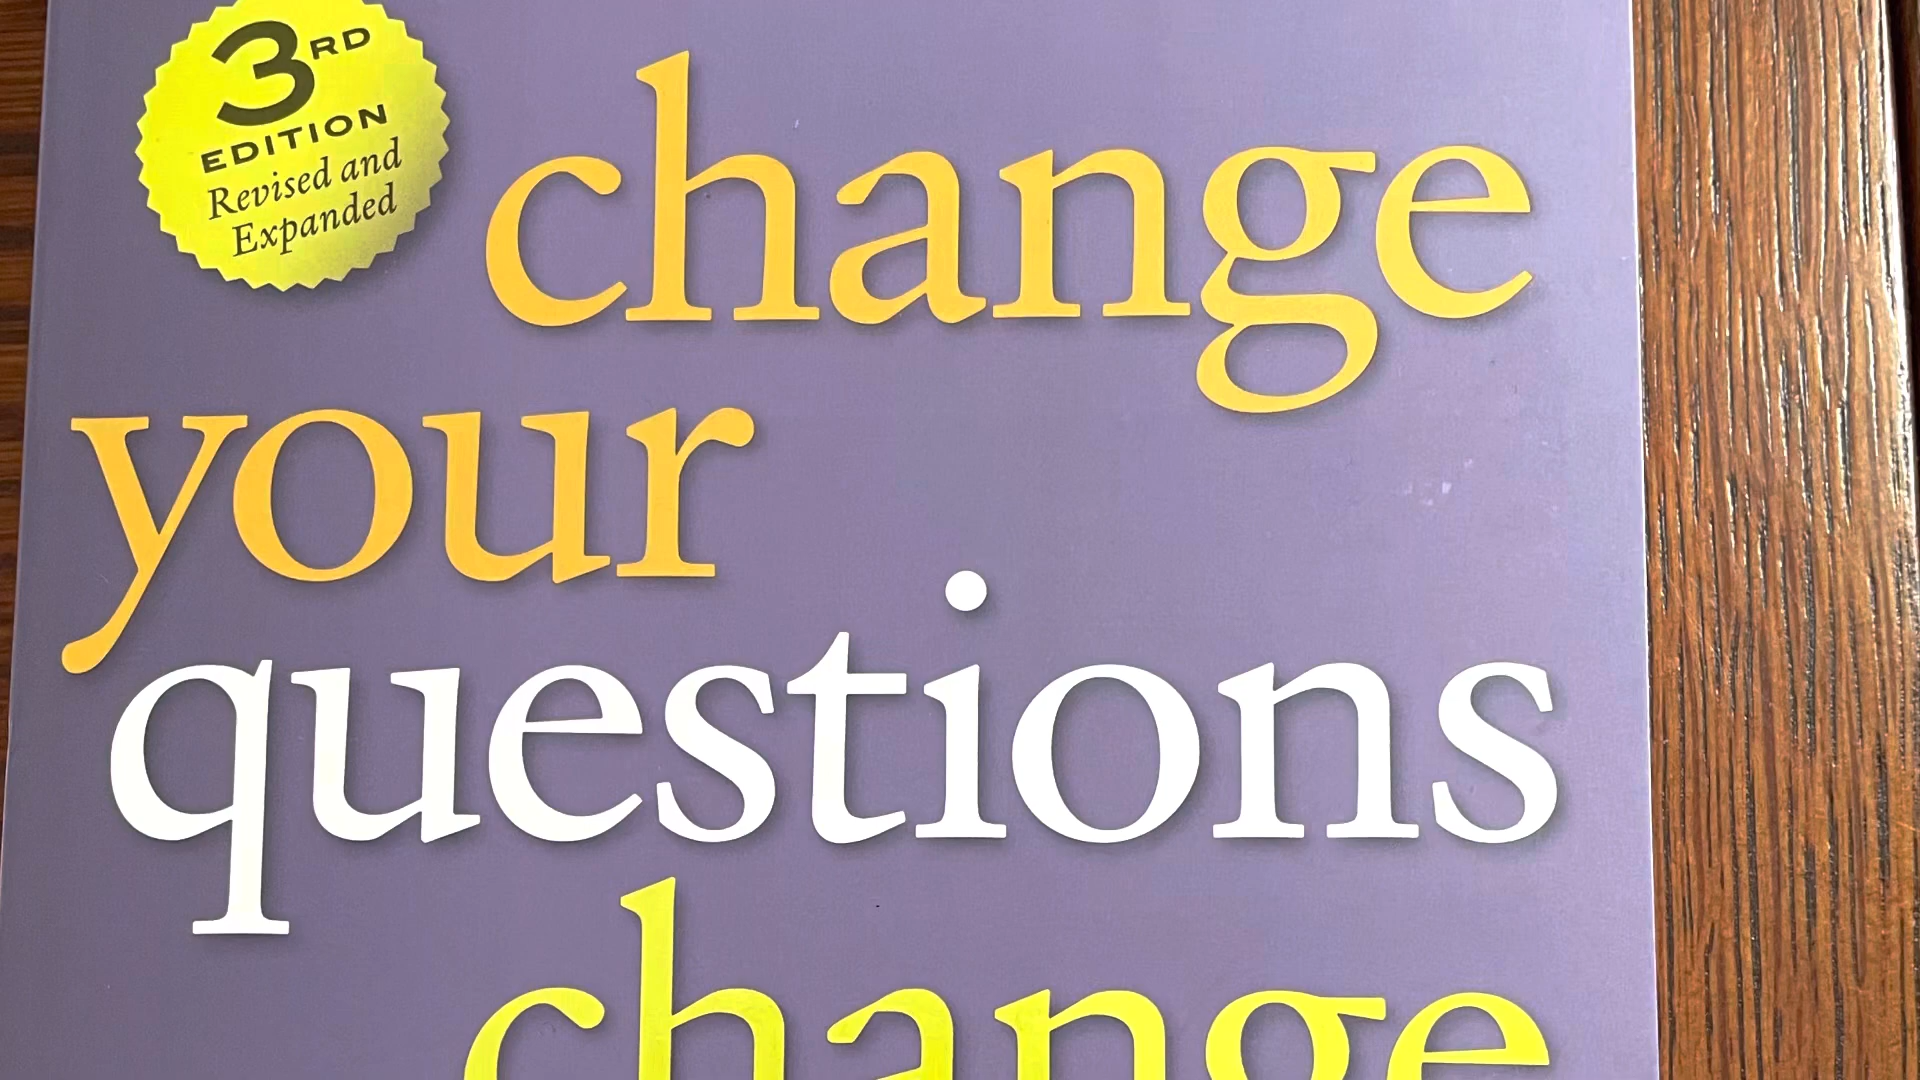 3RD
EDITION
Revised and
Expanded
change
your
questions
change